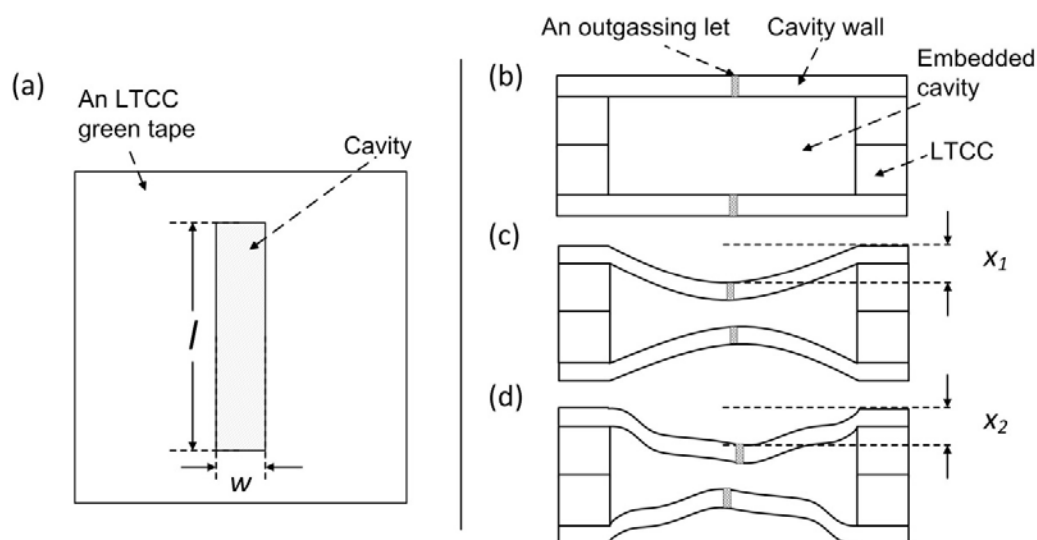 (a)
An LTCC
green tape
Cavity
l
w
(b)
An outgassing let
Cavity wall
Embedded
cavity
LTCC
(c)
x1
(d)
x2